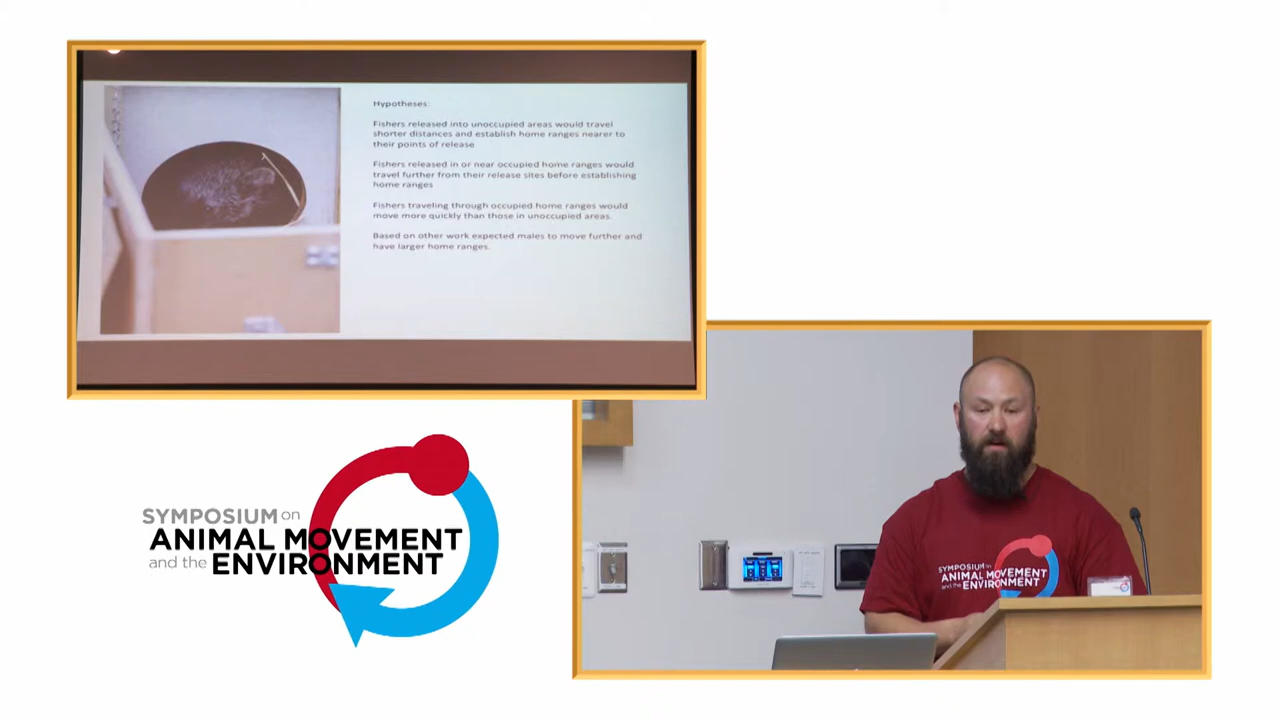 Hypotheses:
Fishers released into unoccupied areas would travel
shorter distances and establish home ranges nearer to
their points of release
Fishers released in or near occupied home ranges would
travel further from their release sites before establishing
home ranges
Fishers traveling through occupied home ranges would
move more quickly than those in unoccupied areas.
Based on other work expected males to move further and
have larger home ranges.
SYMPOSIUM on
ANIMAL MOVEMENT
and the ENVIRONMENT
SYMPOSIUM on
ANIMAL MOVEMENT
and the ENVIRONMENT